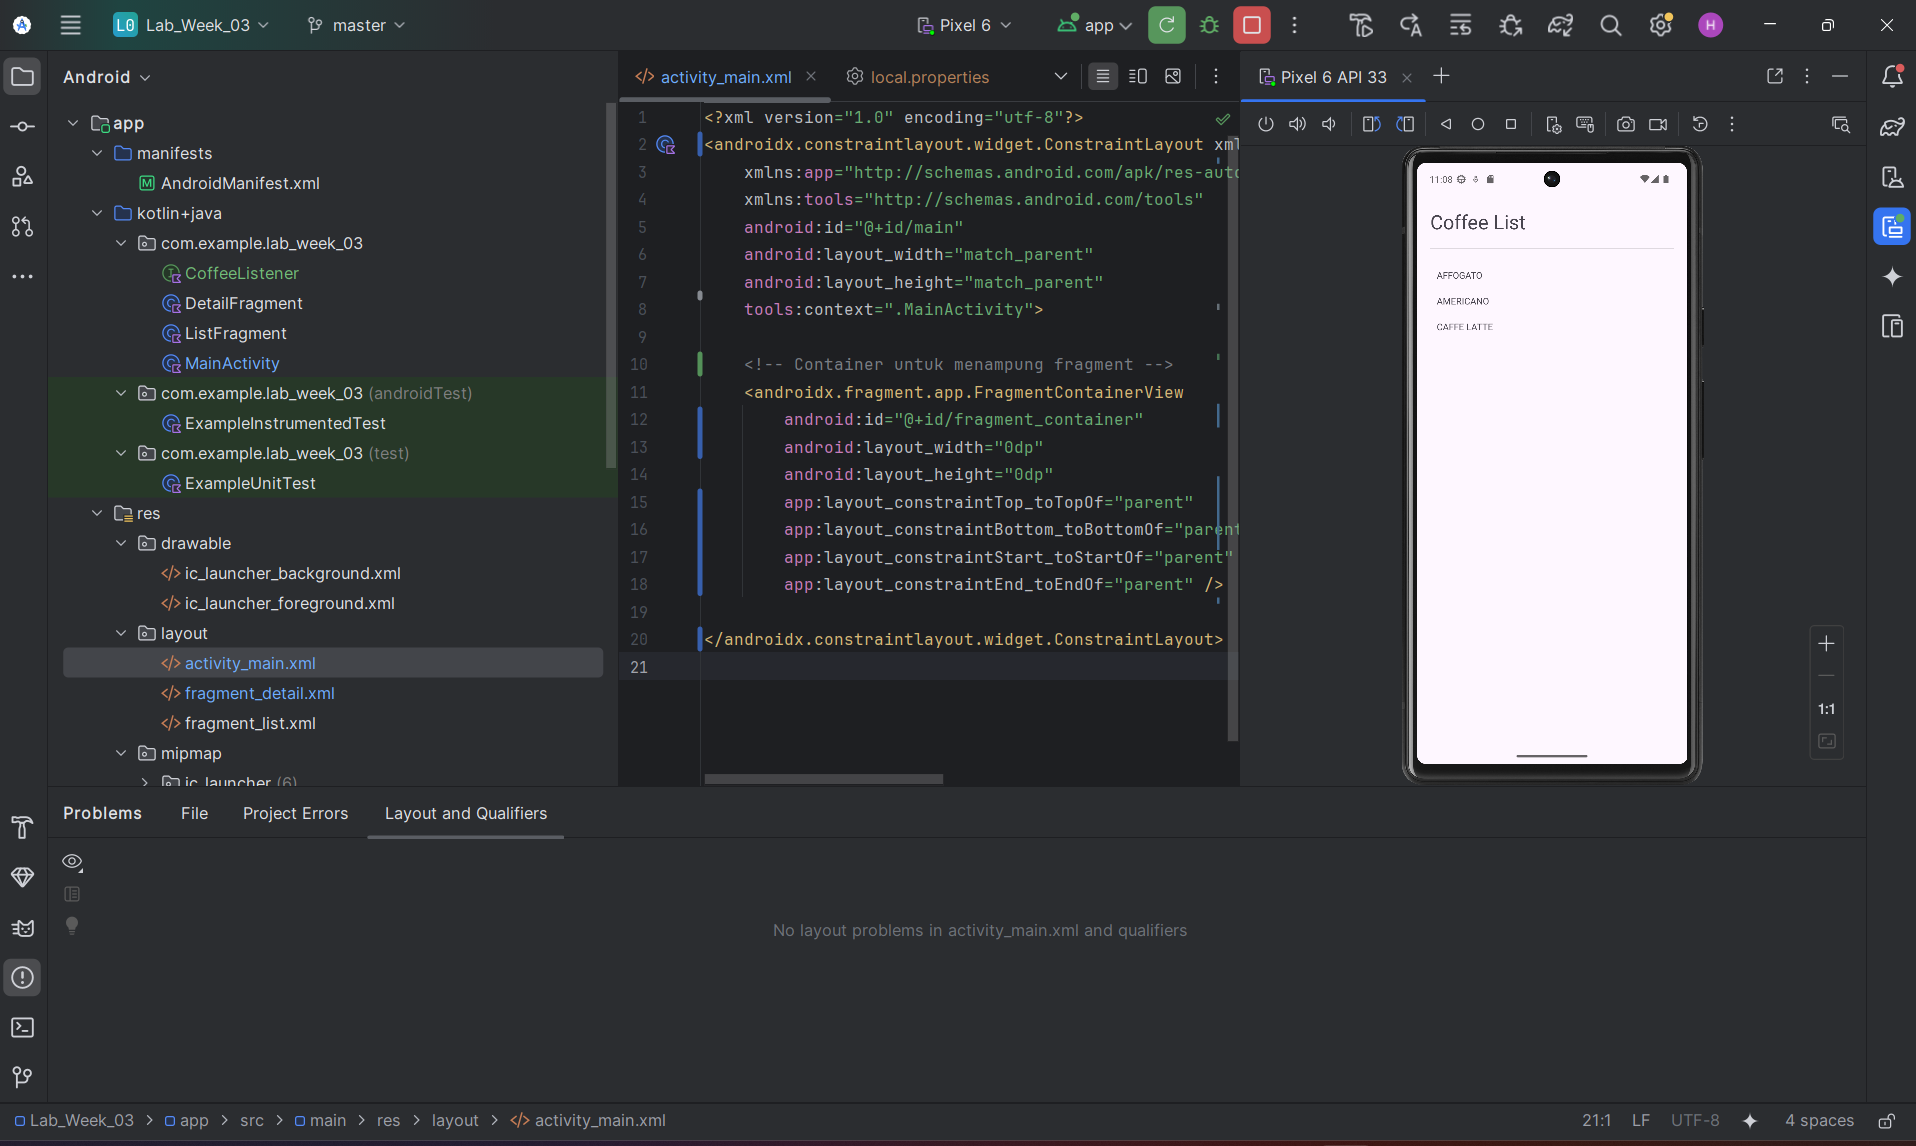 L0 Lab_Week_03 master Pixel 6 app H
Android
app
manifests
AndroidManifest.xml
kotlin+java
com.example.lab_week_03
CoffeeListener
DetailFragment
ListFragment
MainActivity
com.example.lab_week_03 (androidTest)
ExampleInstrumentedTest
com.example.lab_week_03 (test)
ExampleUnitTest
res
drawable
ic_launcher_background.xml
ic_launcher_foreground.xml
layout
activity_main.xml
fragment_detail.xml
fragment_list.xml
mipmap
ic_launcher (6)
activity_main.xml local.properties
1 <?xml version="1.0" encoding="utf-8"?>
2 <androidx.constraintlayout.widget.ConstraintLayout xml
3 xmlns:app="http://schemas.android.com/apk/res-auto
4 xmlns:tools="http://schemas.android.com/tools"
5 android:id="@+id/main"
6 android:layout_width="match_parent"
7 android:layout_height="match_parent"
8 tools:context=".MainActivity">
9
10 <!-- Container untuk menampung fragment -->
11 <androidx.fragment.app.FragmentContainerView
12 android:id="@+id/fragment_container"
13 android:layout_width="0dp"
14 android:layout_height="0dp"
15 app:layout_constraintTop_toTopOf="parent"
16 app:layout_constraintBottom_toBottomOf="parent
17 app:layout_constraintStart_toStartOf="parent"
18 app:layout_constraintEnd_toEndOf="parent" />
19
20 </androidx.constraintlayout.widget.ConstraintLayout>
21
Pixel 6 API 33
11:08
Coffee List
AFFOGATO
AMERICANO
CAFFE LATTE
1:1
Problems File Project Errors Layout and Qualifiers
No layout problems in activity_main.xml and qualifiers
Lab_Week_03 > app > src > main > res > layout > activity_main.xml 21:1 LF UTF-8 4 spaces